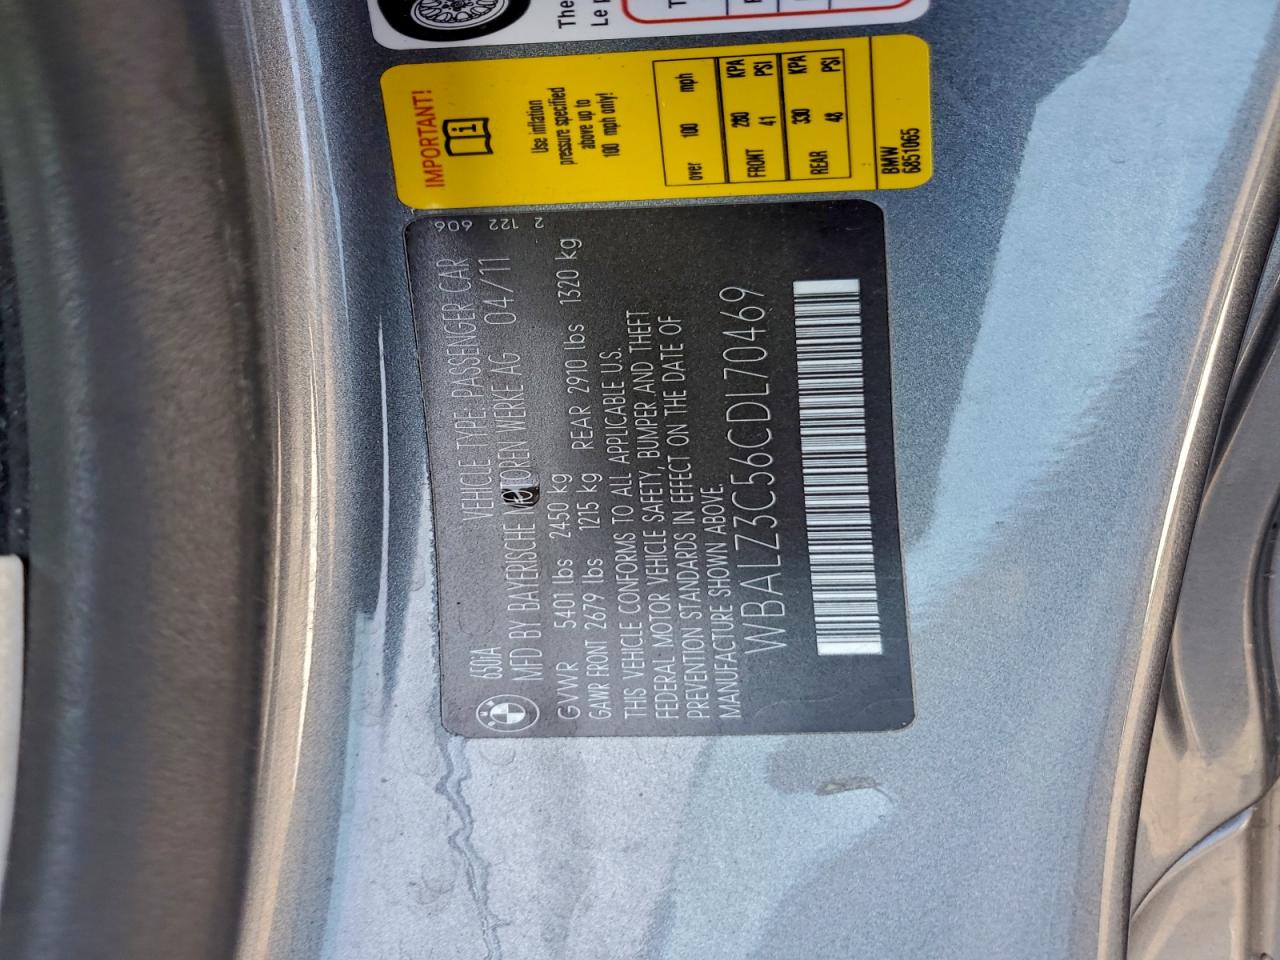 The
Le
IMPORTANT!
Use inflation
pressure specified
above up to
100 mph only!
over 100 mph
FRONT 280 KPA
41 PSI
REAR 330 KPA
48 PSI
BMW
6851065
650iA VEHICLE TYPE: PASSENGER CAR
MFD BY BAYERISCHE MOTOREN WERKE AG 04/11
GVWR 5401 lbs 2450 kg
GAWR FRONT 2679 lbs 1215 kg REAR 2910 lbs 1320 kg
THIS VEHICLE CONFORMS TO ALL APPLICABLE U.S.
FEDERAL MOTOR VEHICLE SAFETY, BUMPER AND THEFT
PREVENTION STANDARDS IN EFFECT ON THE DATE OF
MANUFACTURE SHOWN ABOVE.
WBALZ3C56CDL70469
606
122
2